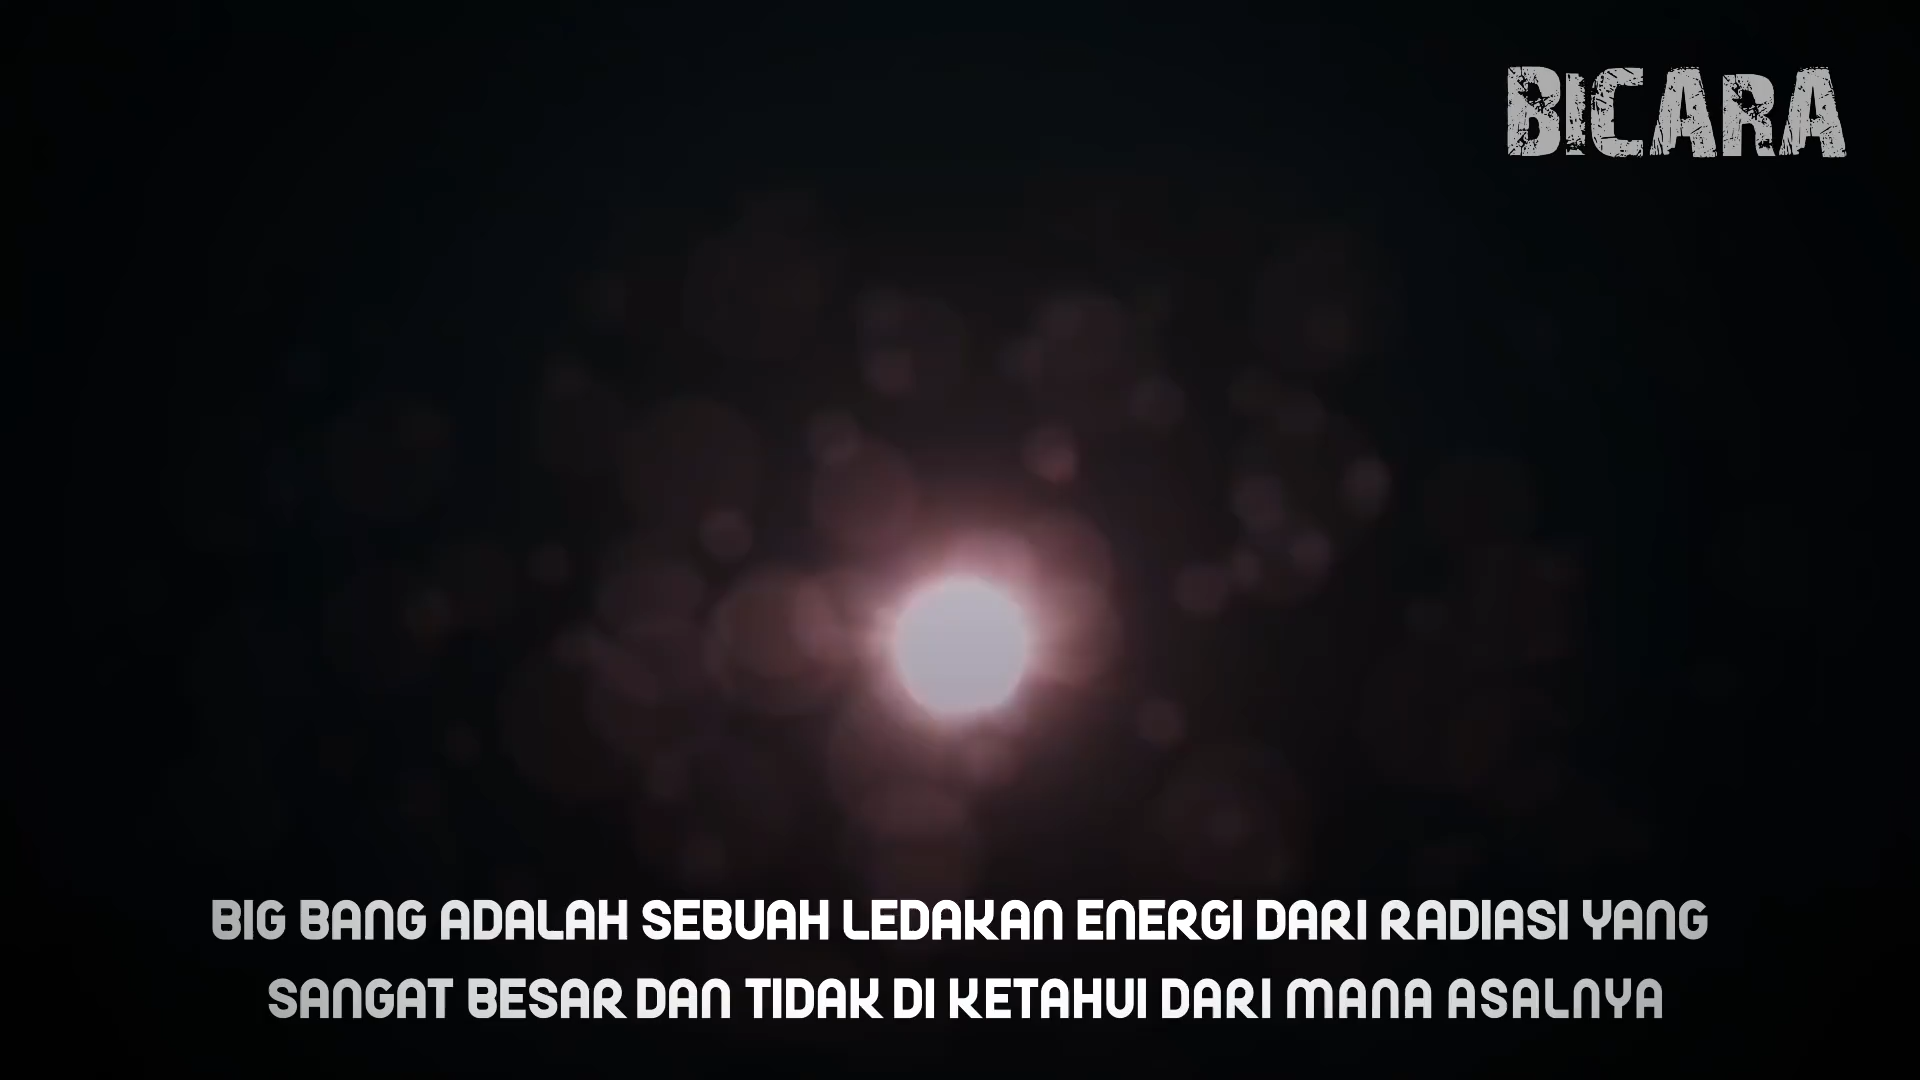 BICARA
BIG BANG ADALAH SEBUAH LEDAKAN ENERGI DARI RADIASI YANG
SANGAT BESAR DAN TIDAK DI KETAHUI DARI MANA ASALNYA